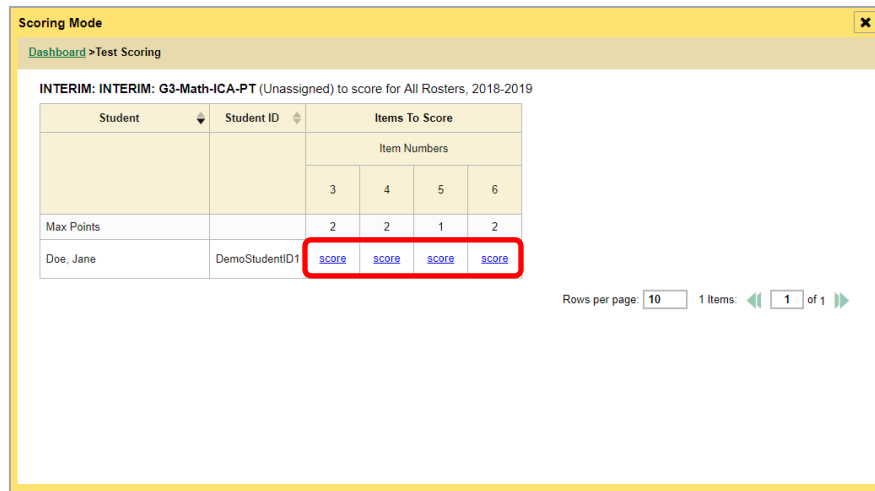 Scoring Mode
Dashboard >Test Scoring
INTERIM: INTERIM: G3-Math-ICA-PT (Unassigned) to score for All Rosters, 2018-2019
Student Student ID Items To Score
Item Numbers
3 4 5 6
Max Points 2 2 1 2
Doe, Jane DemoStudentID1 score score score score
Rows per page: 10 1 Items: 1 of 1